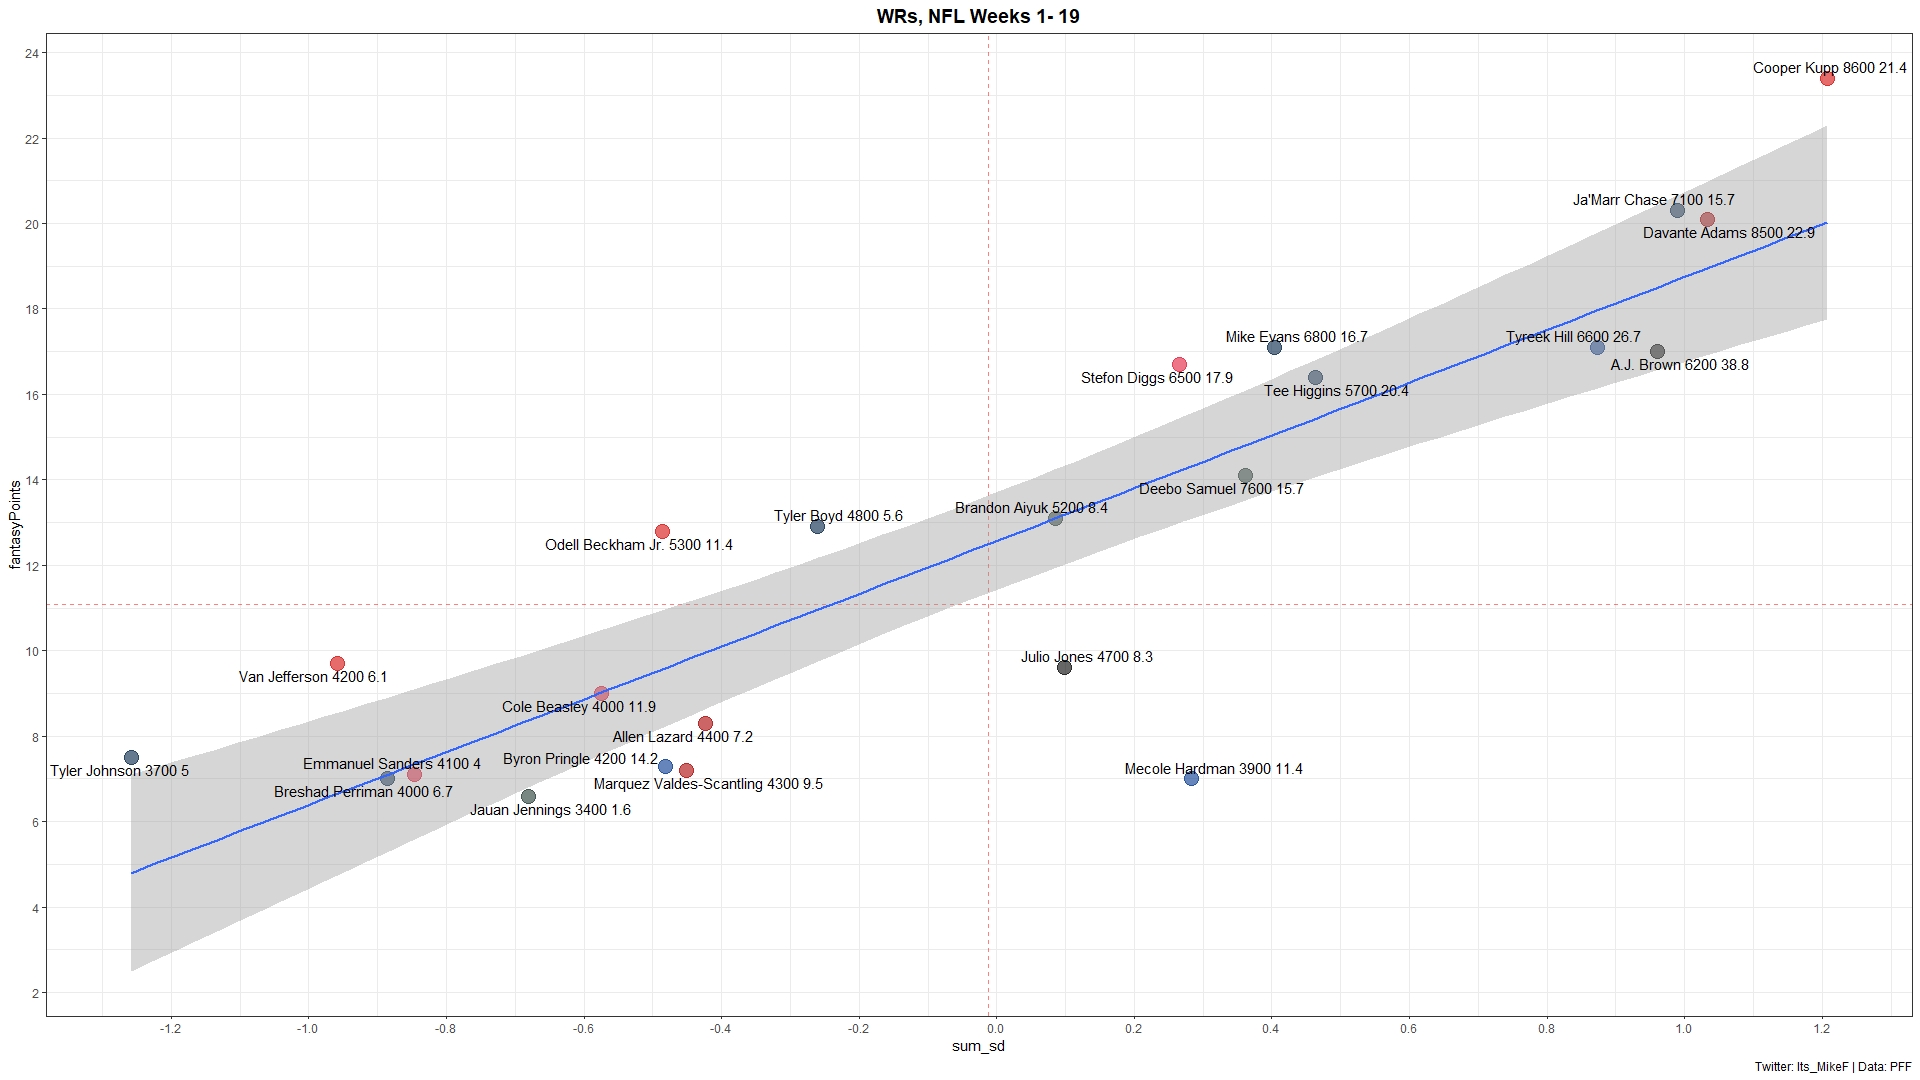 WRs, NFL Weeks 1- 19
24
22
20
18
16
14
12
10
8
6
4
2
fantasyPoints
Cooper Kupp 8600 21.4
Ja'Marr Chase 7100 15.7
Davante Adams 8500 22.9
Mike Evans 6800 16.7
Tyreek Hill 6600 26.7
A.J. Brown 6200 38.8
Stefon Diggs 6500 17.9
Tee Higgins 5700 20.4
Deebo Samuel 7600 15.7
Brandon Aiyuk 5200 8.4
Tyler Boyd 4800 5.6
Odell Beckham Jr. 5300 11.4
Julio Jones 4700 8.3
Van Jefferson 4200 6.1
Cole Beasley 4000 11.9
Allen Lazard 4400 7.2
Byron Pringle 4200 14.2
Emmanuel Sanders 4100 4
Tyler Johnson 3700 5
Mecole Hardman 3900 11.4
Marquez Valdes-Scantling 4300 9.5
Breshad Perriman 4000 6.7
Jauan Jennings 3400 1.6
-1.2 -1.0 -0.8 -0.6 -0.4 -0.2 0.0 0.2 0.4 0.6 0.8 1.0 1.2
sum_sd
Twitter: Its_MikeF | Data: PFF